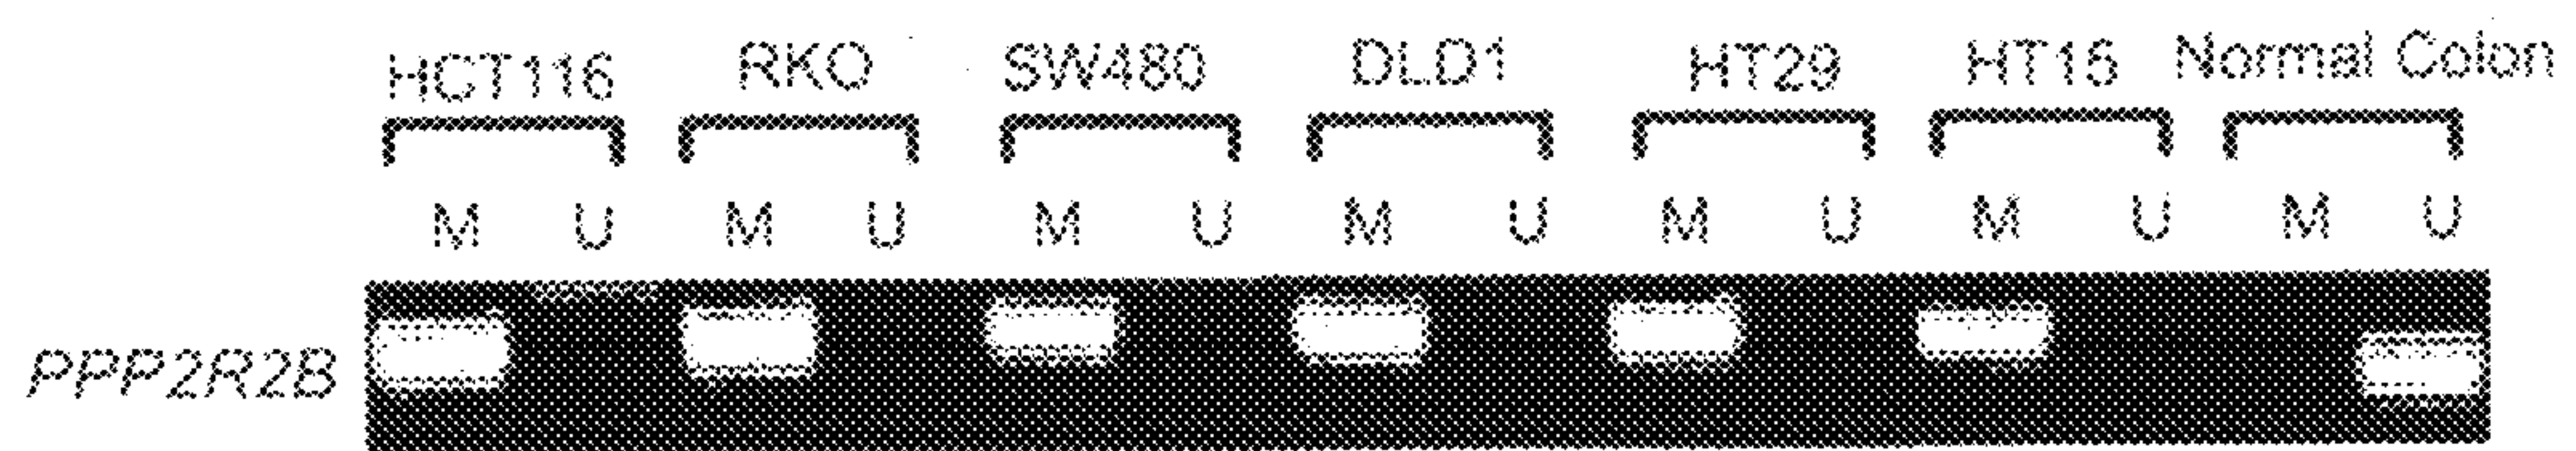 HCT116 RKO SW480 DLD1 HT29 HT15 Normal Colon
M U M U M U M U M U M U M U
PPP2R2B